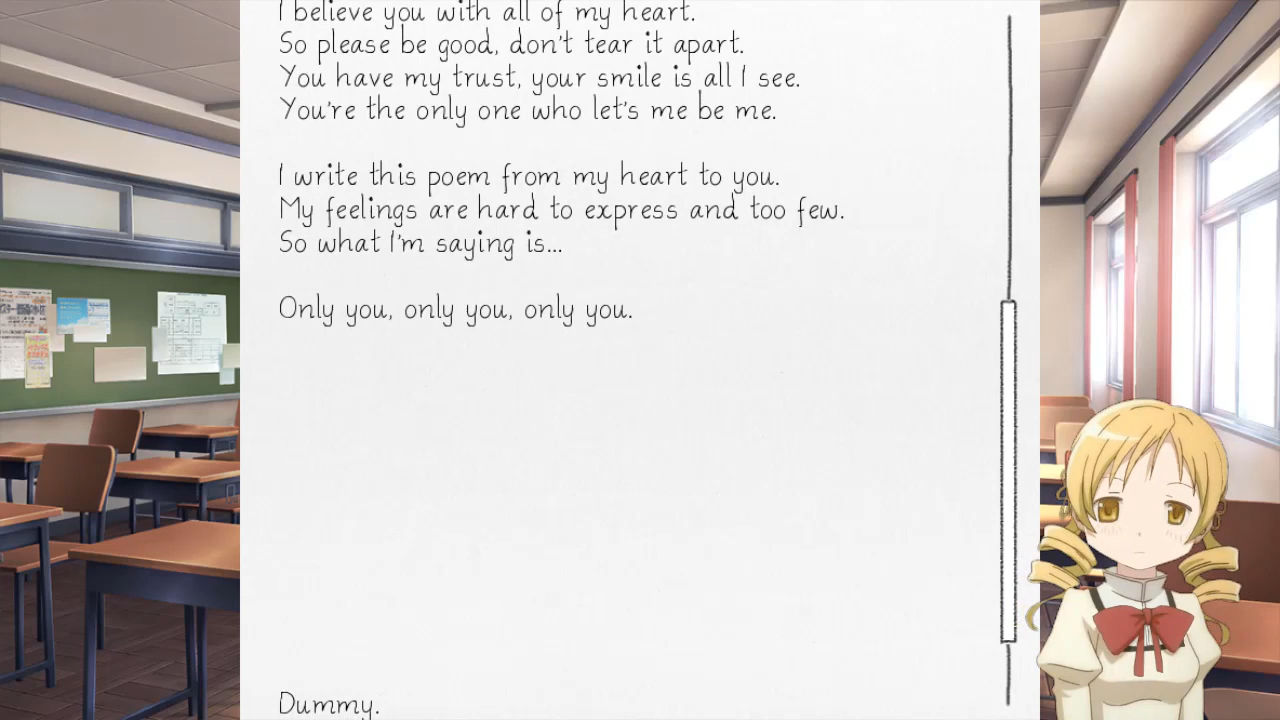 I believe you with all of my heart.
So please be good, don't tear it apart.
You have my trust, your smile is all I see.
You're the only one who let's me be me.
I write this poem from my heart to you.
My feelings are hard to express and too few.
So what I'm saying is...
Only you, only you, only you.
Dummy.